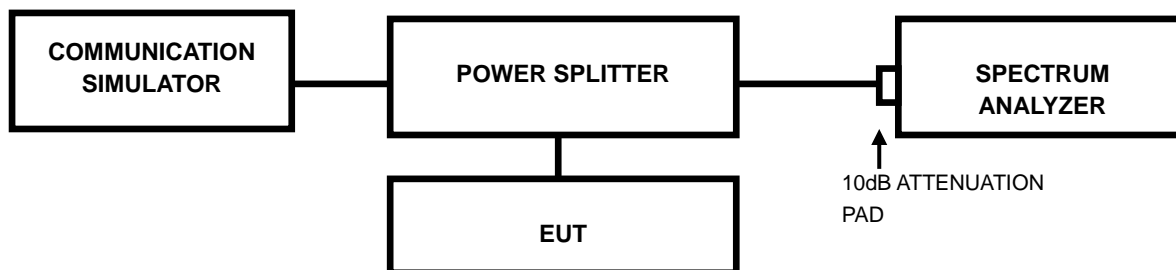 COMMUNICATION
SIMULATOR
POWER SPLITTER
SPECTRUM
ANALYZER
10dB ATTENUATION
PAD
EUT